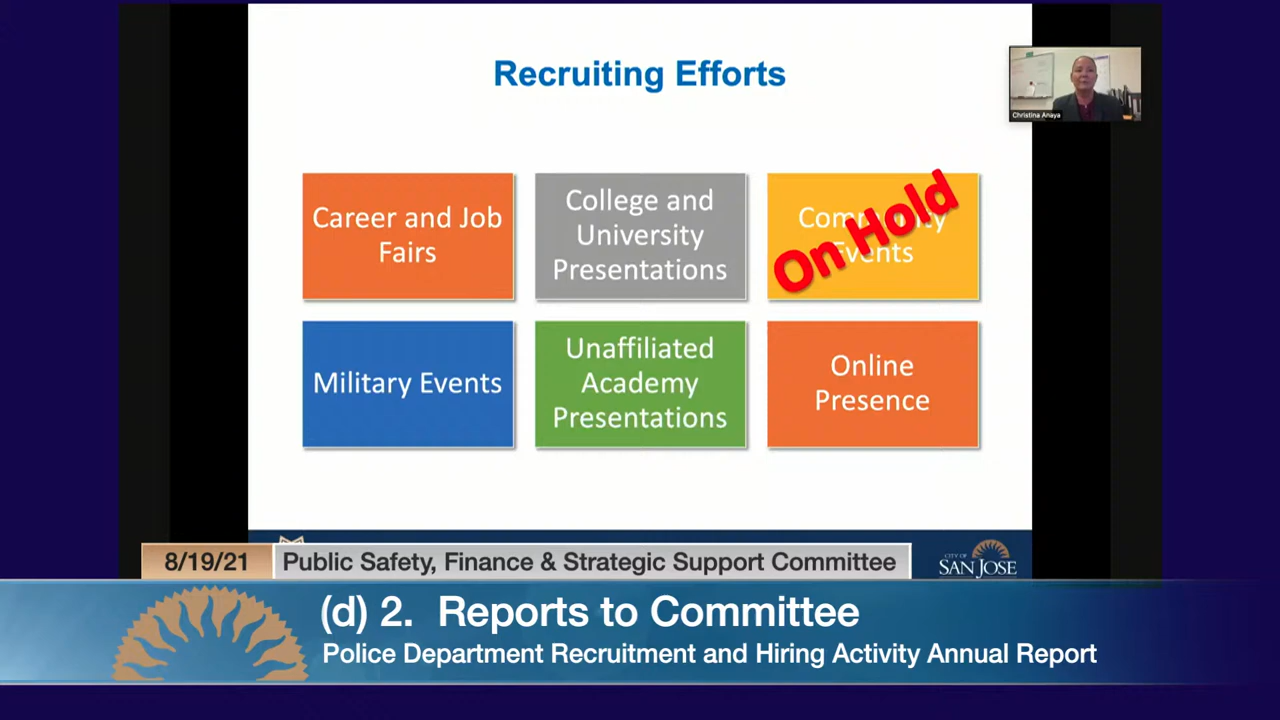 Recruiting Efforts
Christina Anaya
Career and Job
Fairs
College and
University
Presentations
Community
Events
On Hold
Military Events
Unaffiliated
Academy
Presentations
Online
Presence
8/19/21
Public Safety, Finance & Strategic Support Committee
CITY OF
SAN JOSE
(d) 2. Reports to Committee
Police Department Recruitment and Hiring Activity Annual Report